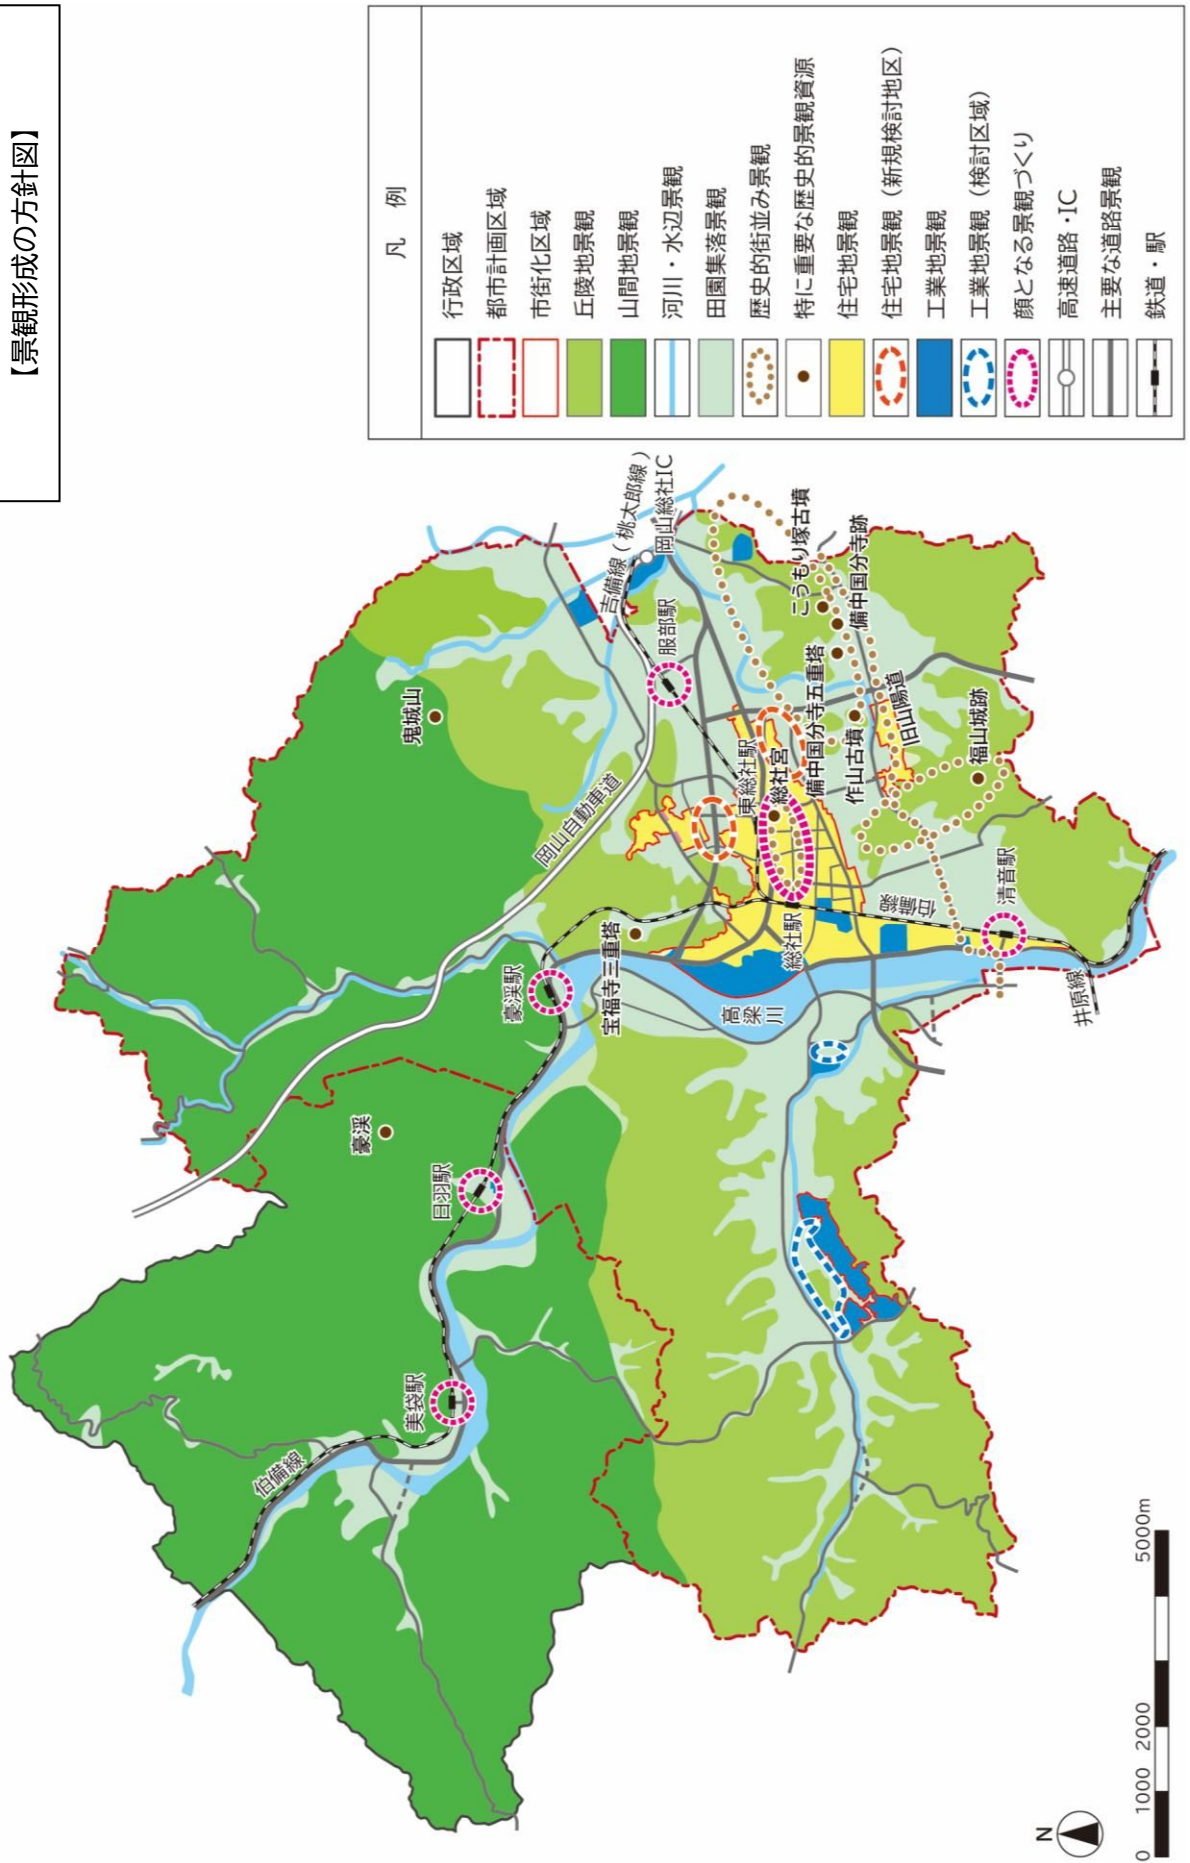 【景観形成の方針図】
凡　例
行政区域
都市計画区域
市街化区域
丘陵地景観
山間地景観
河川・水辺景観
田園集落景観
歴史的街並み景観
特に重要な歴史的景観資源
住宅地景観
住宅地景観（新規検討地区）
工業地景観
工業地景観（検討区域）
顔となる景観づくり
高速道路・IC
主要な道路景観
鉄道・駅
鬼城山
岡山自動車道
吉備線（桃太郎線）
岡山総社IC
服部駅
豪渓
豪渓駅
日羽駅
美袋駅
伯備線
宝福寺三重塔
東総社駅
総社宮
総社駅
高梁川
備中国分寺五重塔
こうもり塚古墳
備中国分寺跡
作山古墳
旧山陽道
福山城跡
伯備線
清音駅
井原線
N
0 1000 2000 5000m